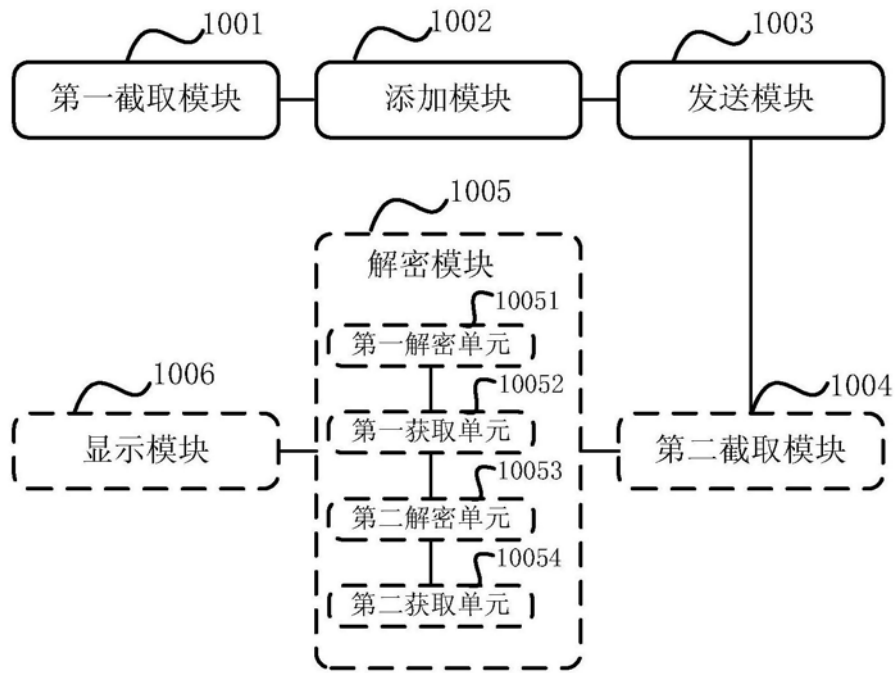 1001
1002
1003
第一截取模块
添加模块
发送模块
1005
解密模块
10051
第一解密单元
1006
10052
1004
显示模块
第一获取单元
第二截取模块
10053
第二解密单元
10054
第二获取单元